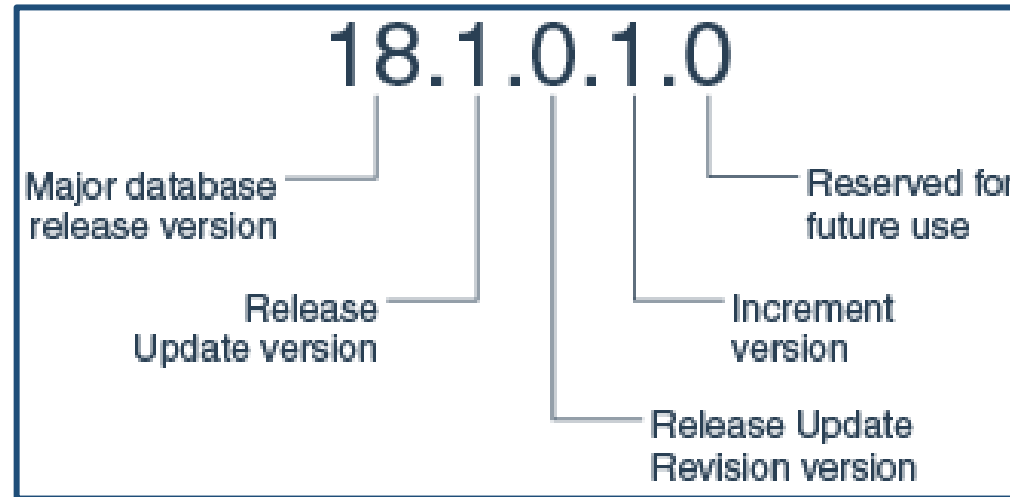 18.1.0.1.0
Major database
release version
Reserved for
future use
Release
Update version
Increment
version
Release Update
Revision version